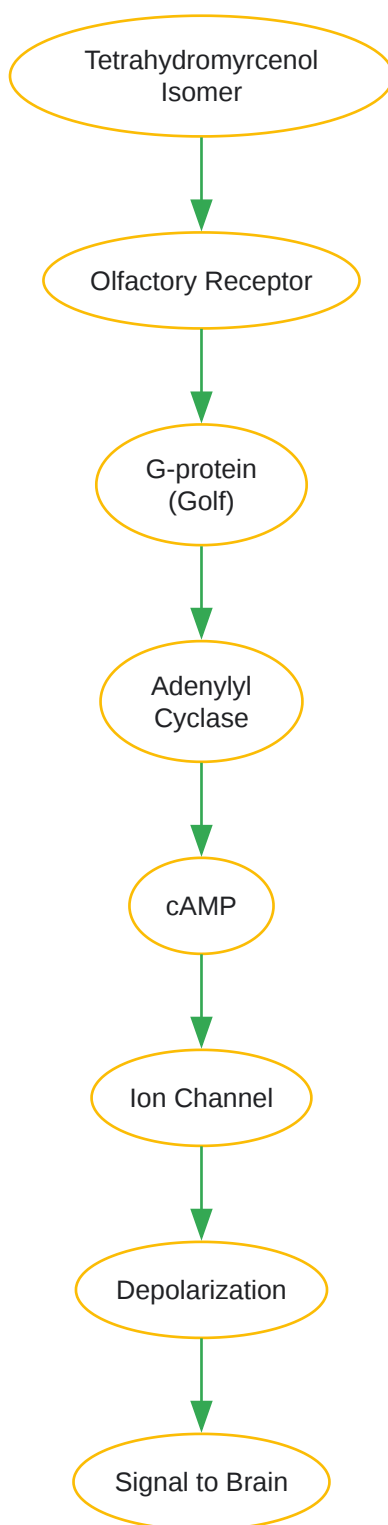 Tetrahydromyrcenol
Isomer
Olfactory Receptor
G-protein
(Golf)
Adenylyl
Cyclase
cAMP
Ion Channel
Depolarization
Signal to Brain